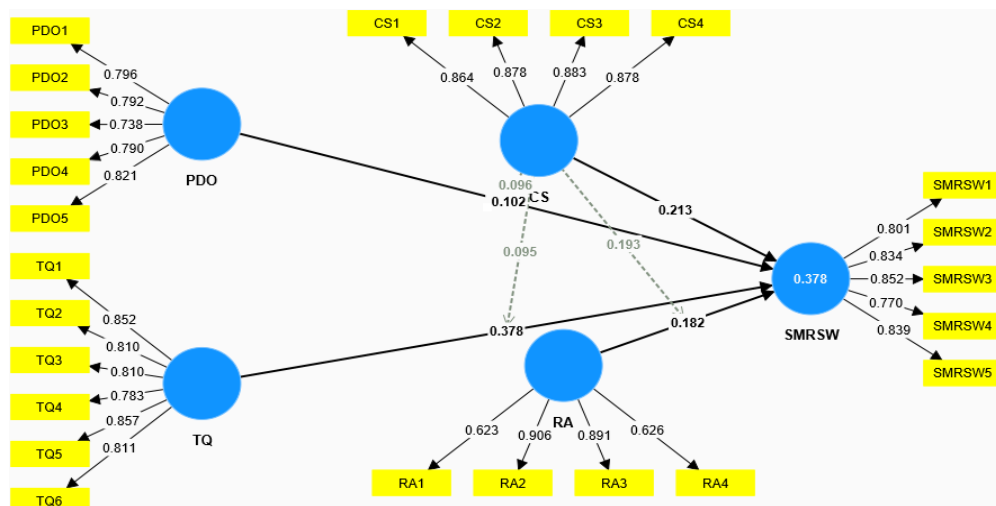 PDO1
PDO2
PDO3
PDO4
PDO5
0.796
0.792
0.738
0.790
0.821
PDO
CS1
CS2
CS3
CS4
0.864
0.878
0.883
0.878
CS
0.096
0.102
0.095
0.193
0.213
TQ1
TQ2
TQ3
TQ4
TQ5
TQ6
0.852
0.810
0.810
0.783
0.857
0.811
TQ
0.378
0.182
RA
0.623
0.906
0.891
0.626
RA1
RA2
RA3
RA4
0.378
SMRSW
0.801
0.834
0.852
0.770
0.839
SMRSW1
SMRSW2
SMRSW3
SMRSW4
SMRSW5